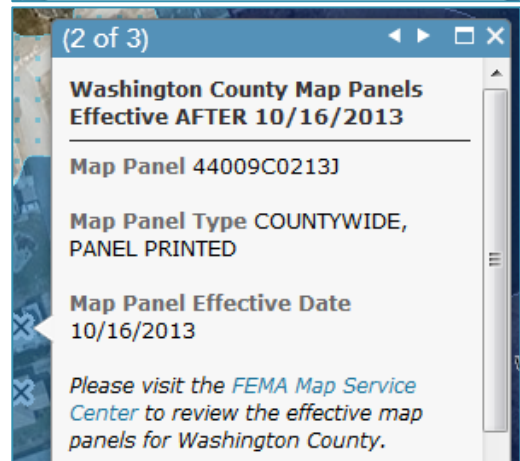 (2 of 3)
Washington County Map Panels
Effective AFTER 10/16/2013
Map Panel 44009C0213J
Map Panel Type COUNTYWIDE,
PANEL PRINTED
Map Panel Effective Date
10/16/2013
Please visit the FEMA Map Service
Center to review the effective map
panels for Washington County.